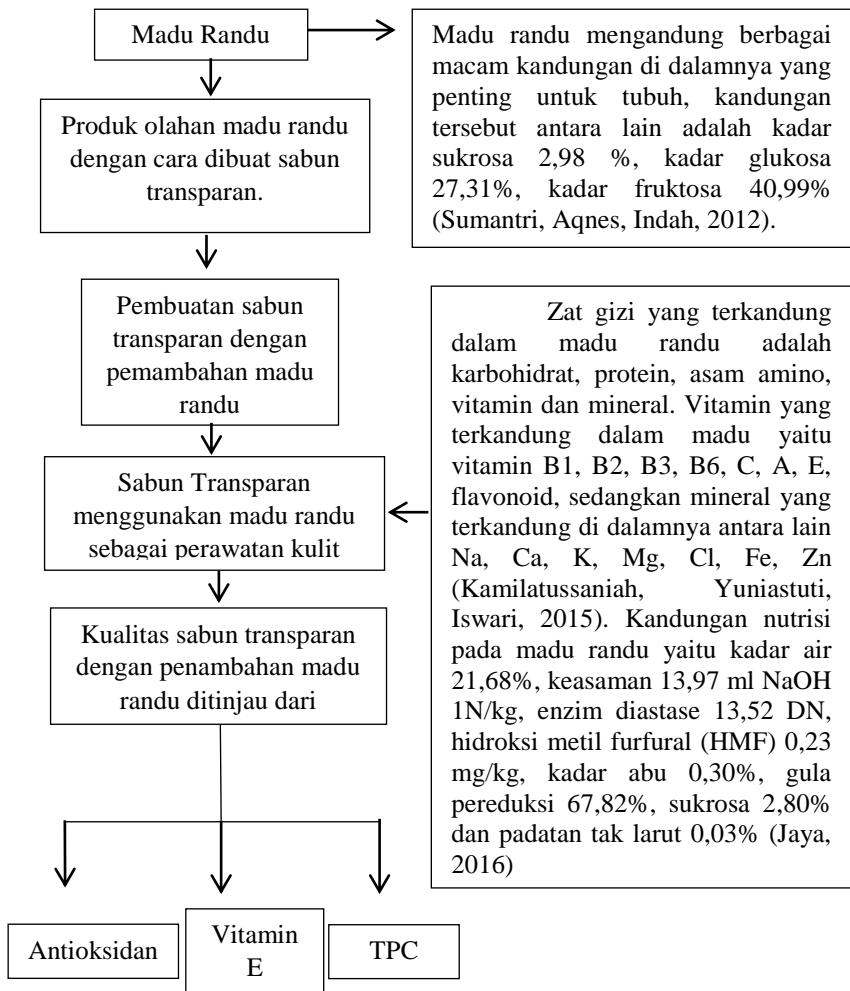 Madu Randu
Madu randu mengandung berbagai
macam kandungan di dalamnya yang
penting untuk tubuh, kandungan
tersebut antara lain adalah kadar
sukrosa 2,98 %, kadar glukosa
27,31%, kadar fruktosa 40,99%
(Sumantri, Aqnes, Indah, 2012).
Produk olahan madu randu
dengan cara dibuat sabun
transparan.
Pembuatan sabun
transparan dengan
pemambahan madu
randu
Zat gizi yang terkandung
dalam madu randu adalah
karbohidrat, protein, asam amino,
vitamin dan mineral. Vitamin yang
terkandung dalam madu yaitu
vitamin B1, B2, B3, B6, C, A, E,
flavonoid, sedangkan mineral yang
terkandung di dalamnya antara lain
Na, Ca, K, Mg, Cl, Fe, Zn
(Kamilatussaniah, Yuniastuti,
Iswari, 2015). Kandungan nutrisi
pada madu randu yaitu kadar air
21,68%, keasaman 13,97 ml NaOH
1N/kg, enzim diastase 13,52 DN,
hidroksi metil furfural (HMF) 0,23
mg/kg, kadar abu 0,30%, gula
pereduksi 67,82%, sukrosa 2,80%
dan padatan tak larut 0,03% (Jaya,
2016)
Sabun Transparan
menggunakan madu randu
sebagai perawatan kulit
Kualitas sabun transparan
dengan penambahan madu
randu ditinjau dari
Antioksidan
Vitamin
E
TPC